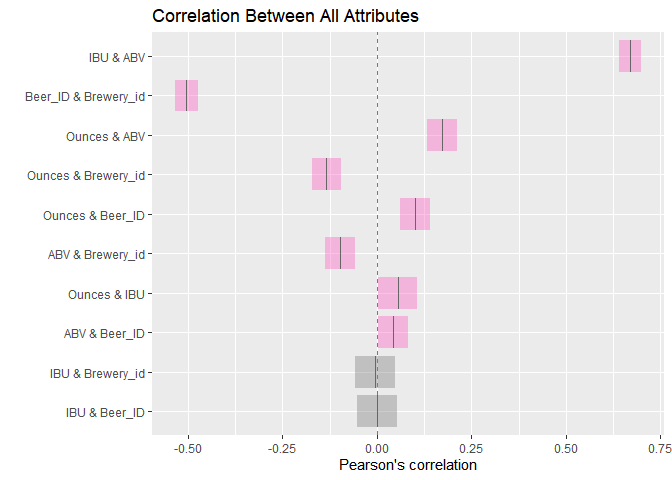 Correlation Between All Attributes
IBU & ABV
Beer_ID & Brewery_id
Ounces & ABV
Ounces & Brewery_id
Ounces & Beer_ID
ABV & Brewery_id
Ounces & IBU
ABV & Beer_ID
IBU & Brewery_id
IBU & Beer_ID
-0.50 -0.25 0.00 0.25 0.50 0.75
Pearson's correlation